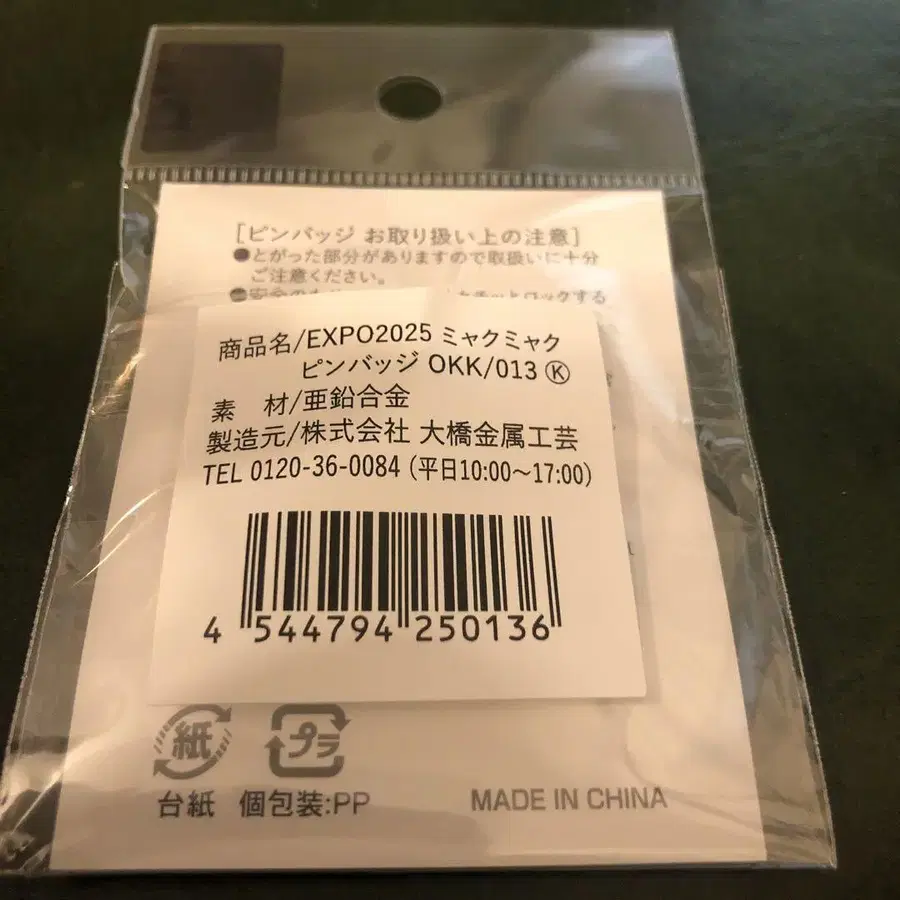 [ピンバッジ お取り扱い上の注意]
●とがった部分がありますので取扱いに十分
ご注意ください。
ロックする
商品名/EXPO2025 ミャクミャク
ピンバッジ OKK/013 Ⓚ
素　材/亜鉛合金
製造元/株式会社 大橋金属工芸
TEL 0120-36-0084 (平日10:00〜17:00)
4 544794 250136
紙 プラ
台紙 個包装:PP
MADE IN CHINA